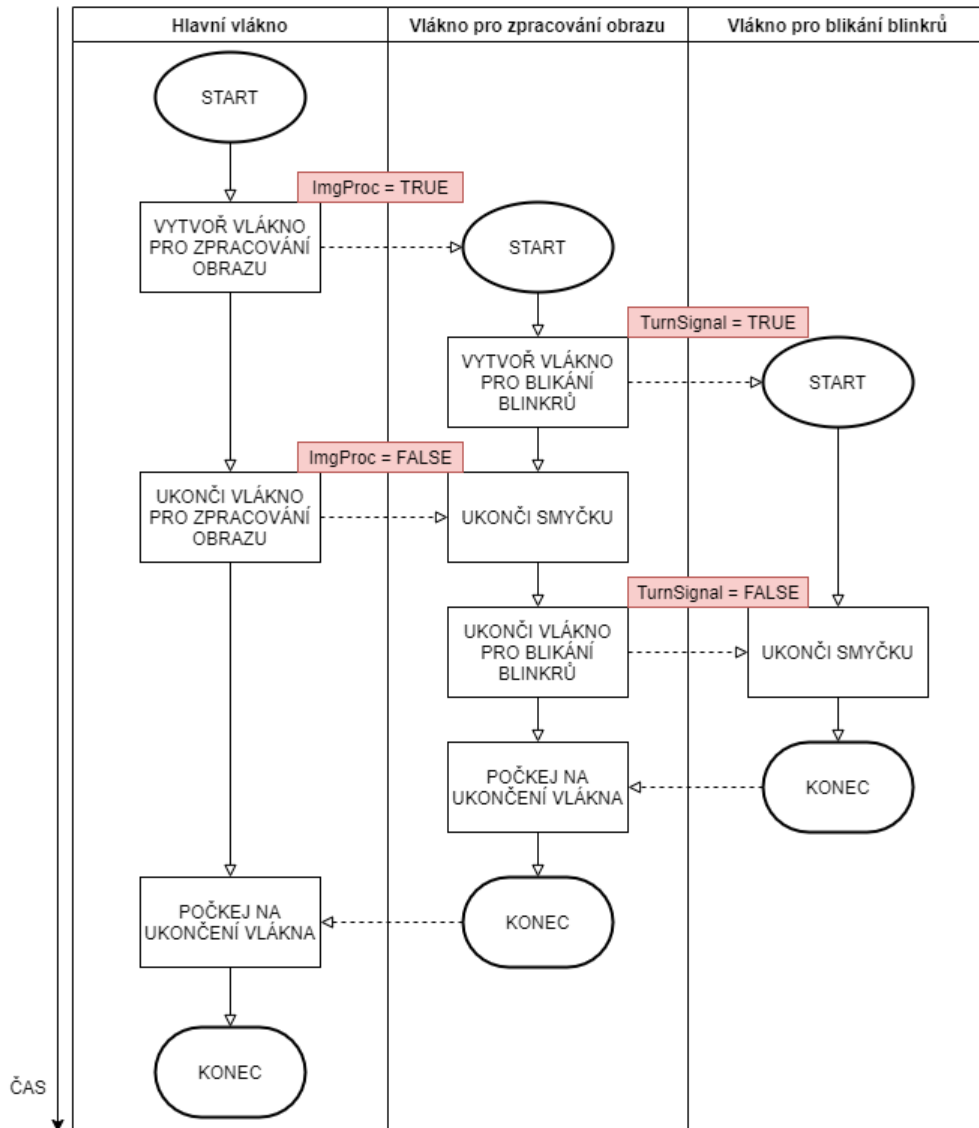 Hlavní vlákno
Vlákno pro zpracování obrazu
Vlákno pro blikání blinkrů
START
ImgProc = TRUE
VYTVOŘ VLÁKNO
PRO ZPRACOVÁNÍ
OBRAZU
START
TurnSignal = TRUE
VYTVOŘ VLÁKNO
PRO BLIKÁNÍ
BLINKRŮ
START
ImgProc = FALSE
UKONČI VLÁKNO
PRO ZPRACOVÁNÍ
OBRAZU
UKONČI SMYČKU
TurnSignal = FALSE
UKONČI VLÁKNO
PRO BLIKÁNÍ
BLINKRŮ
UKONČI SMYČKU
POČKEJ NA
UKONČENÍ VLÁKNA
KONEC
POČKEJ NA
UKONČENÍ VLÁKNA
KONEC
KONEC
ČAS